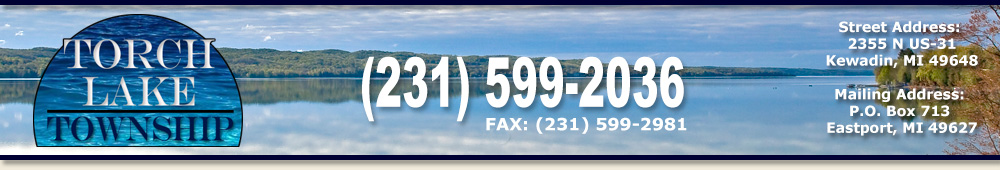 TORCH
LAKE
TOWNSHIP
(231) 599-2036
FAX: (231) 599-2981
Street Address:
2355 N US-31
Kewadin, MI 49648
Mailing Address:
P.O. Box 713
Eastport, MI 49627